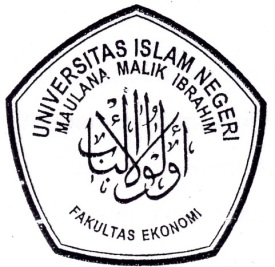 UNIVERSITAS ISLAM NEGERI
MAULANA MALIK IBRAHIM
أولو الألباب
FAKULTAS EKONOMI